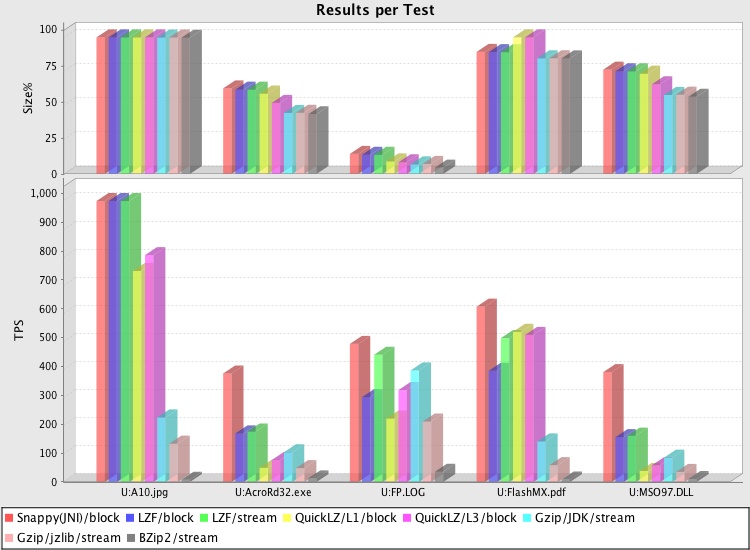 Results per Test
Size%
100
75
50
25
0
TPS
1,000
900
800
700
600
500
400
300
200
100
0
U:A10.jpg U:AcroRd32.exe U:FP.LOG U:FlashMX.pdf U:MSO97.DLL
Snappy(JNI)/block LZF/block LZF/stream QuickLZ/L1/block QuickLZ/L3/block Gzip/JDK/stream
Gzip/jzlib/stream BZip2/stream